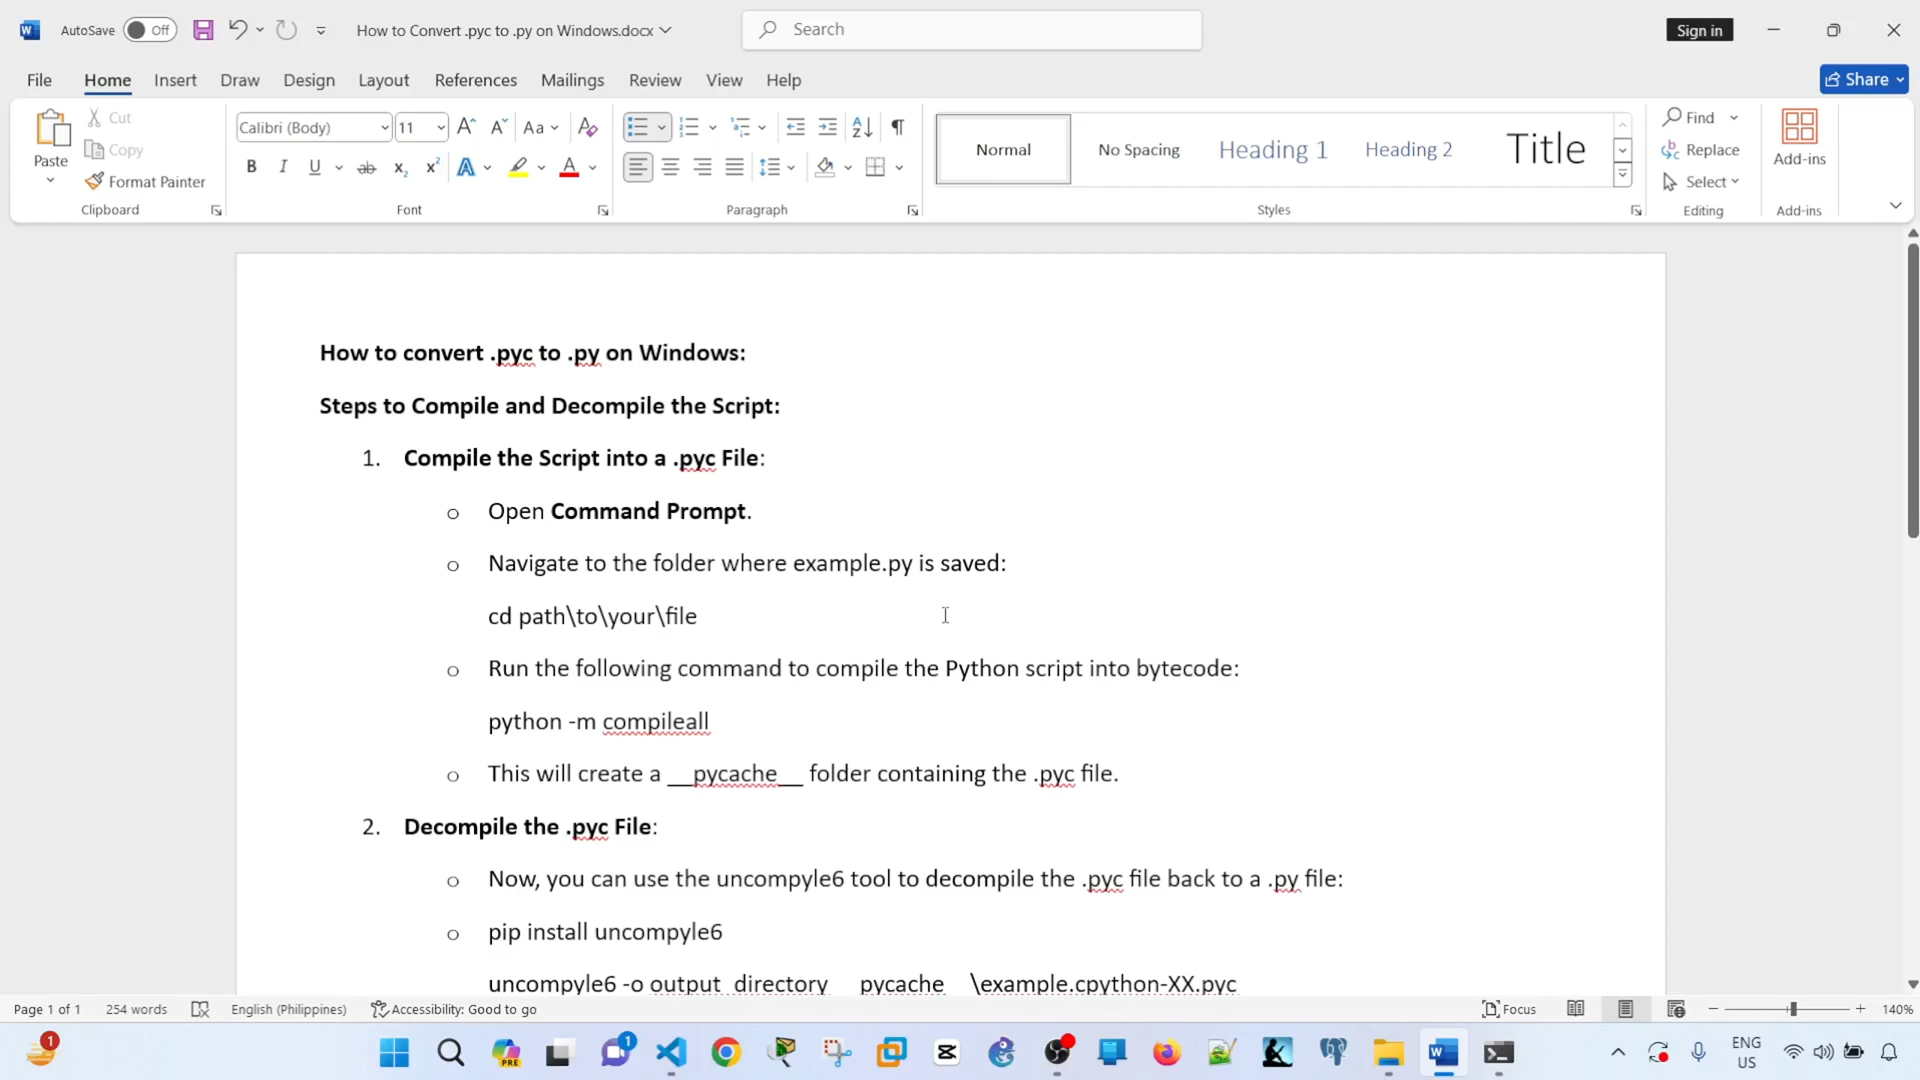 AutoSave Off How to Convert .pyc to .py on Windows.docx Search Sign in
File Home Insert Draw Design Layout References Mailings Review View Help Share
Paste Cut Copy Format Painter Clipboard
Calibri (Body) 11 Font
Paragraph
Normal No Spacing Heading 1 Heading 2 Title Styles
Find Replace Select Editing
Add-ins Add-ins
How to convert .pyc to .py on Windows:
Steps to Compile and Decompile the Script:
1. Compile the Script into a .pyc File:
o Open Command Prompt.
o Navigate to the folder where example.py is saved:
cd path\to\your\file
o Run the following command to compile the Python script into bytecode:
python -m compileall
o This will create a __pycache__ folder containing the .pyc file.
2. Decompile the .pyc File:
o Now, you can use the uncompyle6 tool to decompile the .pyc file back to a .py file:
o pip install uncompyle6
uncompyle6 -o output_directory __pycache__\example.cpython-XX.pyc
Page 1 of 1 254 words English (Philippines) Accessibility: Good to go Focus 140%
1 PRE 1 ENG US